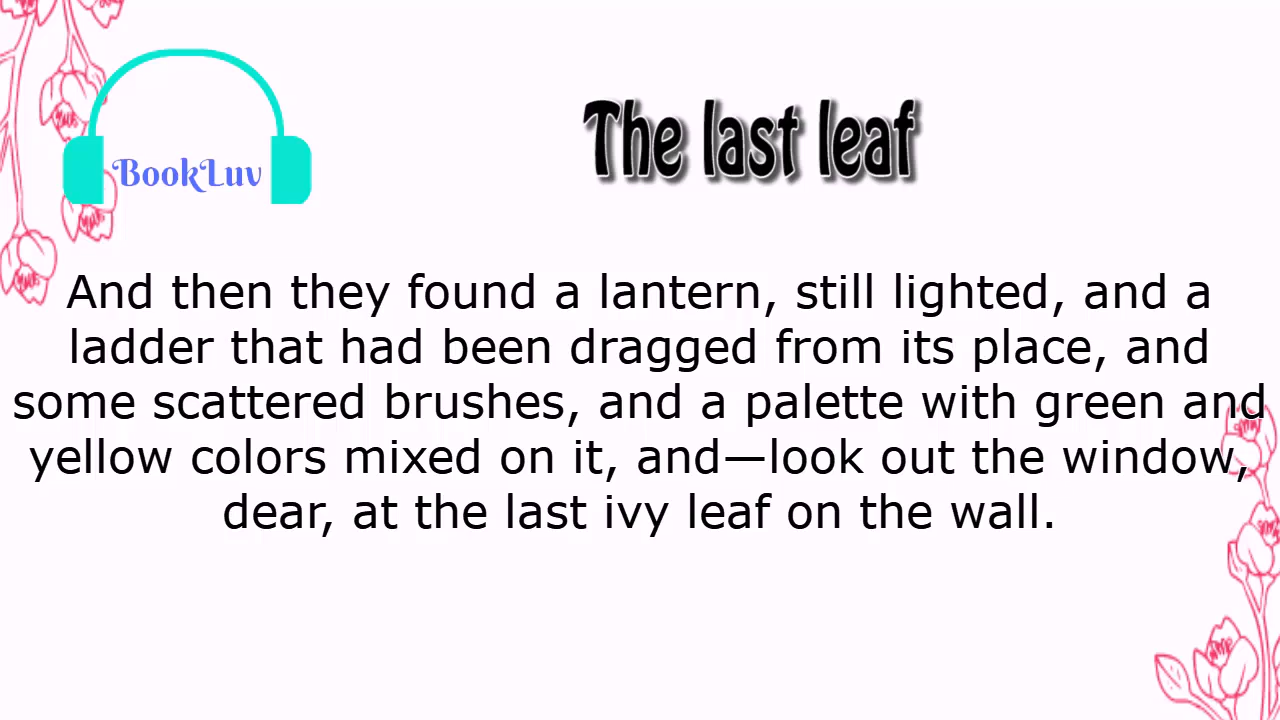 BookLuv
The last leaf
And then they found a lantern, still lighted, and a
ladder that had been dragged from its place, and
some scattered brushes, and a palette with green and
yellow colors mixed on it, and—look out the window,
dear, at the last ivy leaf on the wall.